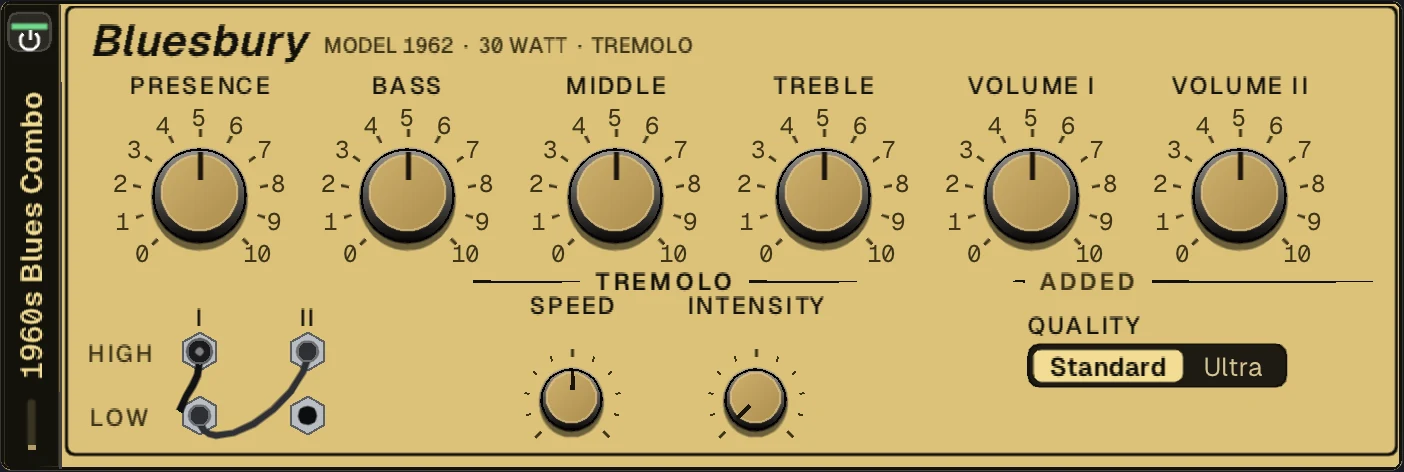 1960s Blues Combo
Bluesbury MODEL 1962 · 30 WATT · TREMOLO
PRESENCE BASS MIDDLE TREBLE VOLUME I VOLUME II
0 1 2 3 4 5 6 7 8 9 10
0 1 2 3 4 5 6 7 8 9 10
0 1 2 3 4 5 6 7 8 9 10
0 1 2 3 4 5 6 7 8 9 10
0 1 2 3 4 5 6 7 8 9 10
0 1 2 3 4 5 6 7 8 9 10
TREMOLO ADDED
SPEED INTENSITY
I II
QUALITY
HIGH
Standard Ultra
LOW